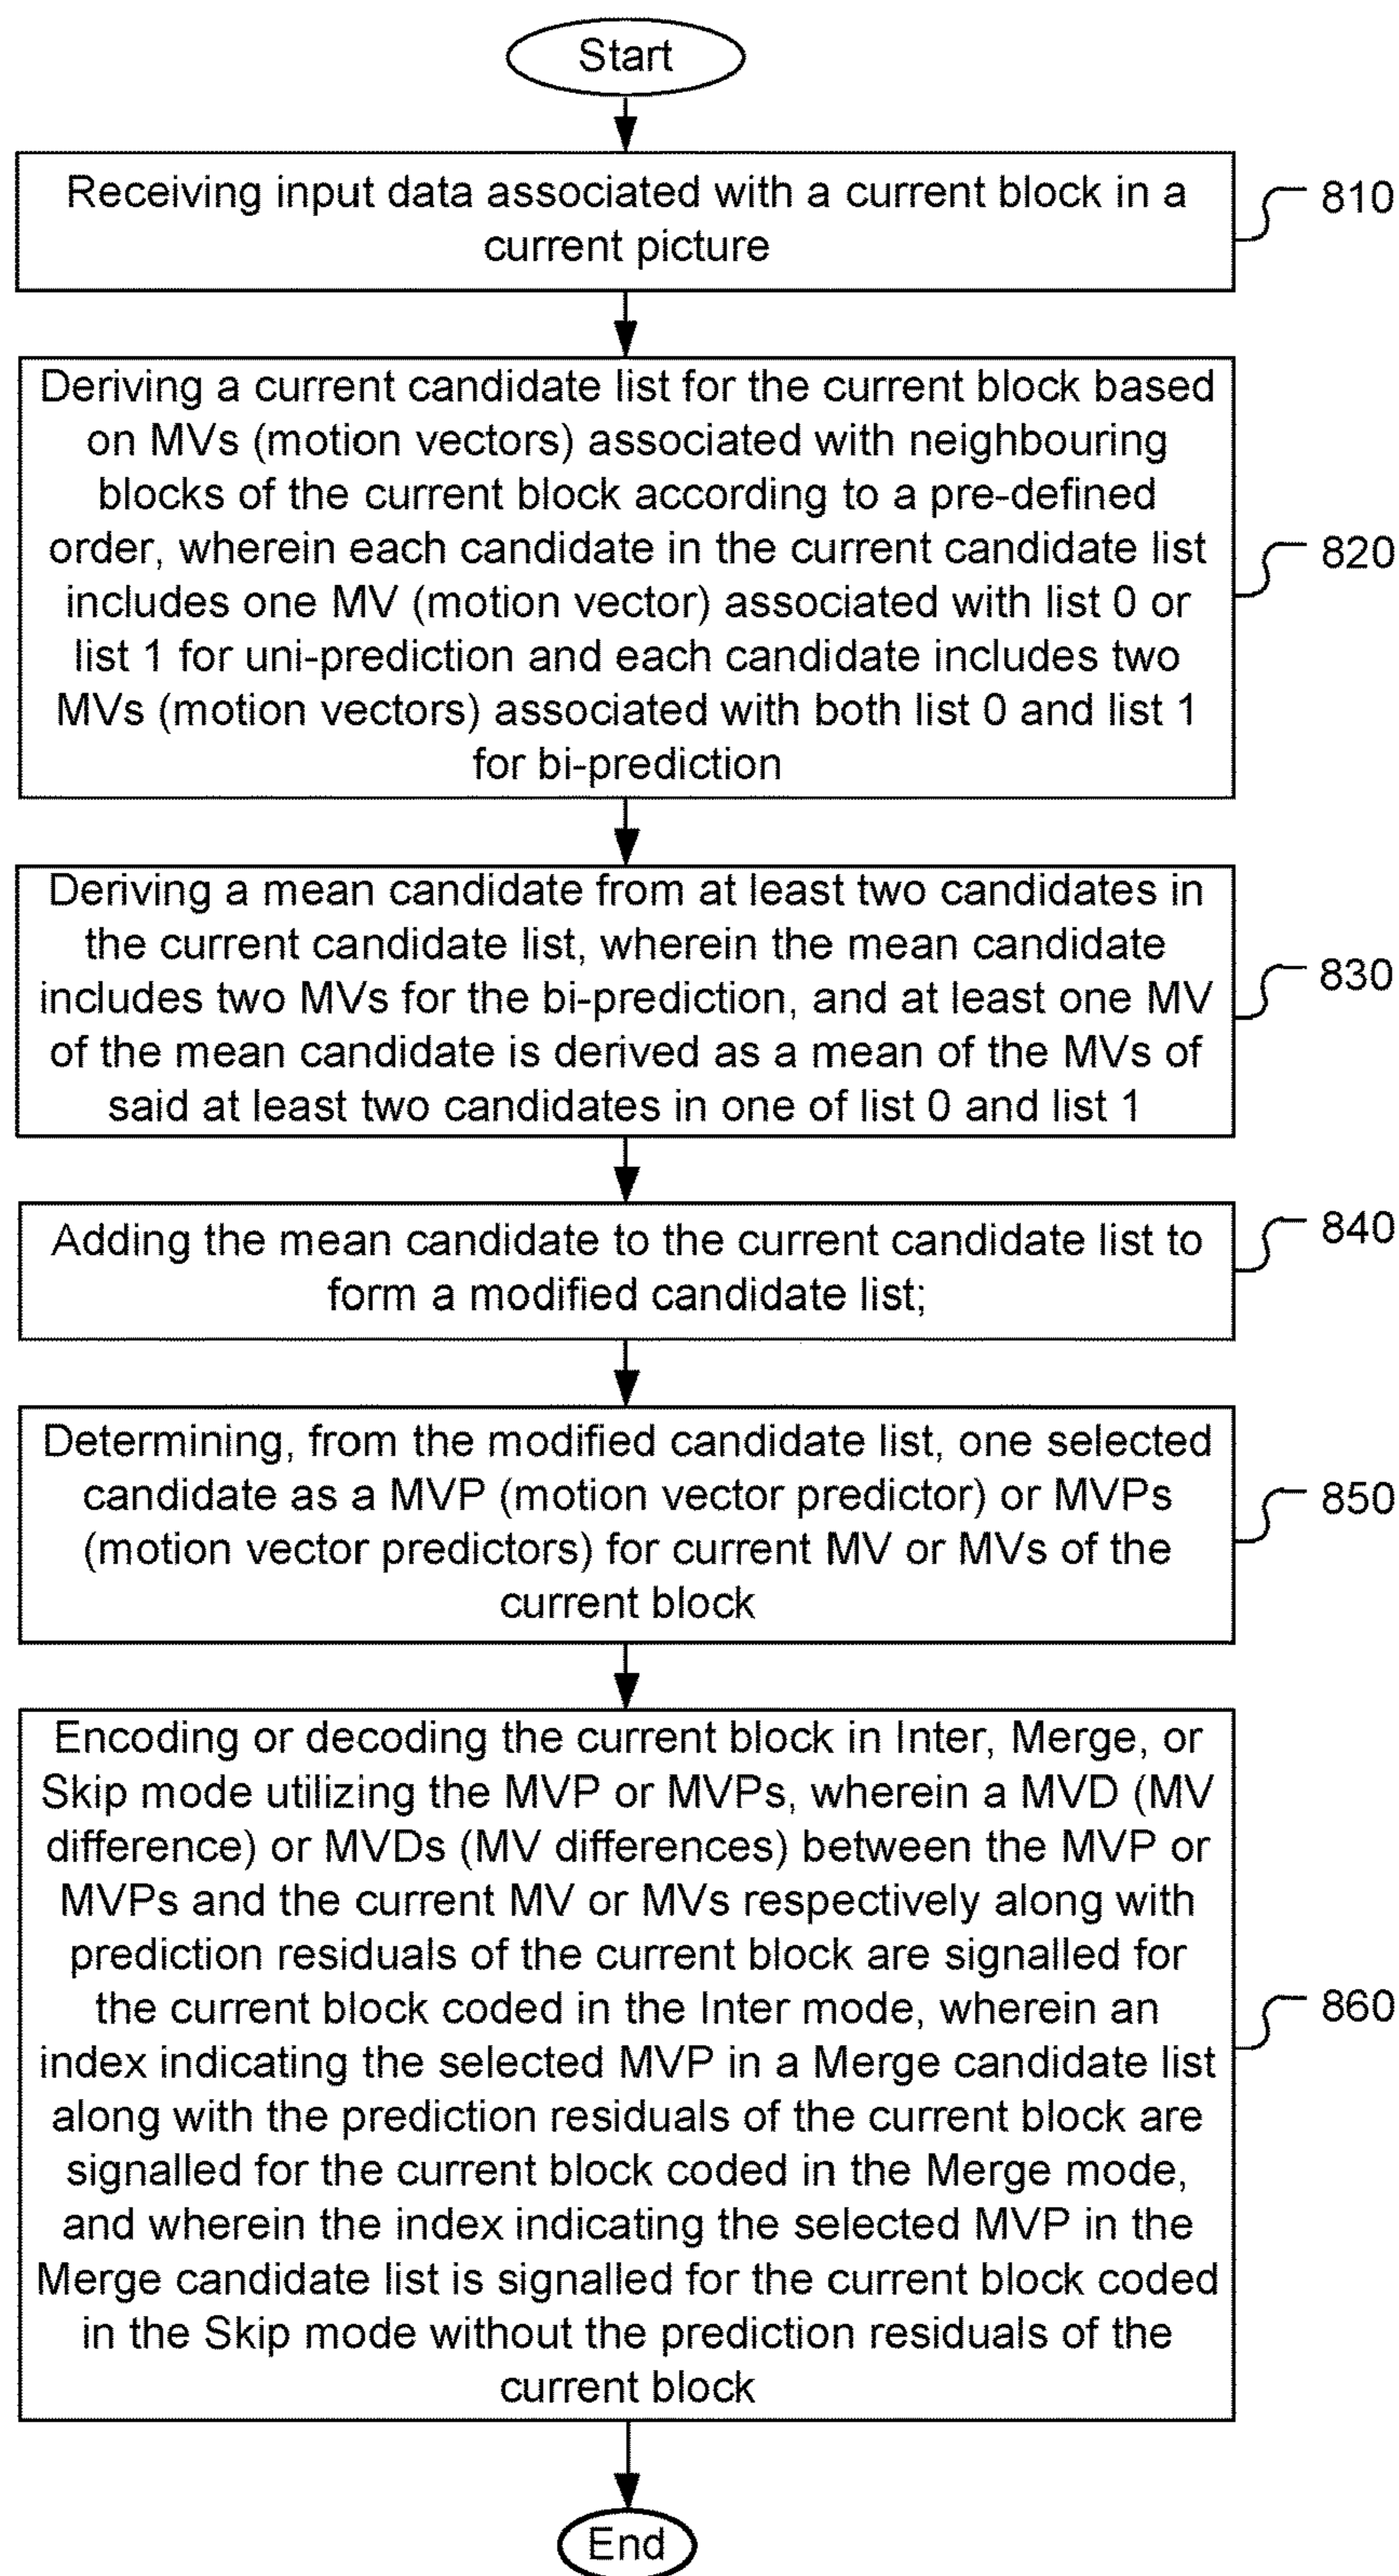 Start
Receiving input data associated with a current block in a
current picture
810
Deriving a current candidate list for the current block based
on MVs (motion vectors) associated with neighbouring
blocks of the current block according to a pre-defined
order, wherein each candidate in the current candidate list
includes one MV (motion vector) associated with list 0 or
list 1 for uni-prediction and each candidate includes two
MVs (motion vectors) associated with both list 0 and list 1
for bi-prediction
820
Deriving a mean candidate from at least two candidates in
the current candidate list, wherein the mean candidate
includes two MVs for the bi-prediction, and at least one MV
of the mean candidate is derived as a mean of the MVs of
said at least two candidates in one of list 0 and list 1
830
Adding the mean candidate to the current candidate list to
form a modified candidate list;
840
Determining, from the modified candidate list, one selected
candidate as a MVP (motion vector predictor) or MVPs
(motion vector predictors) for current MV or MVs of the
current block
850
Encoding or decoding the current block in Inter, Merge, or
Skip mode utilizing the MVP or MVPs, wherein a MVD (MV
difference) or MVDs (MV differences) between the MVP or
MVPs and the current MV or MVs respectively along with
prediction residuals of the current block are signalled for
the current block coded in the Inter mode, wherein an
index indicating the selected MVP in a Merge candidate list
along with the prediction residuals of the current block are
signalled for the current block coded in the Merge mode,
and wherein the index indicating the selected MVP in the
Merge candidate list is signalled for the current block coded
in the Skip mode without the prediction residuals of the
current block
860
End